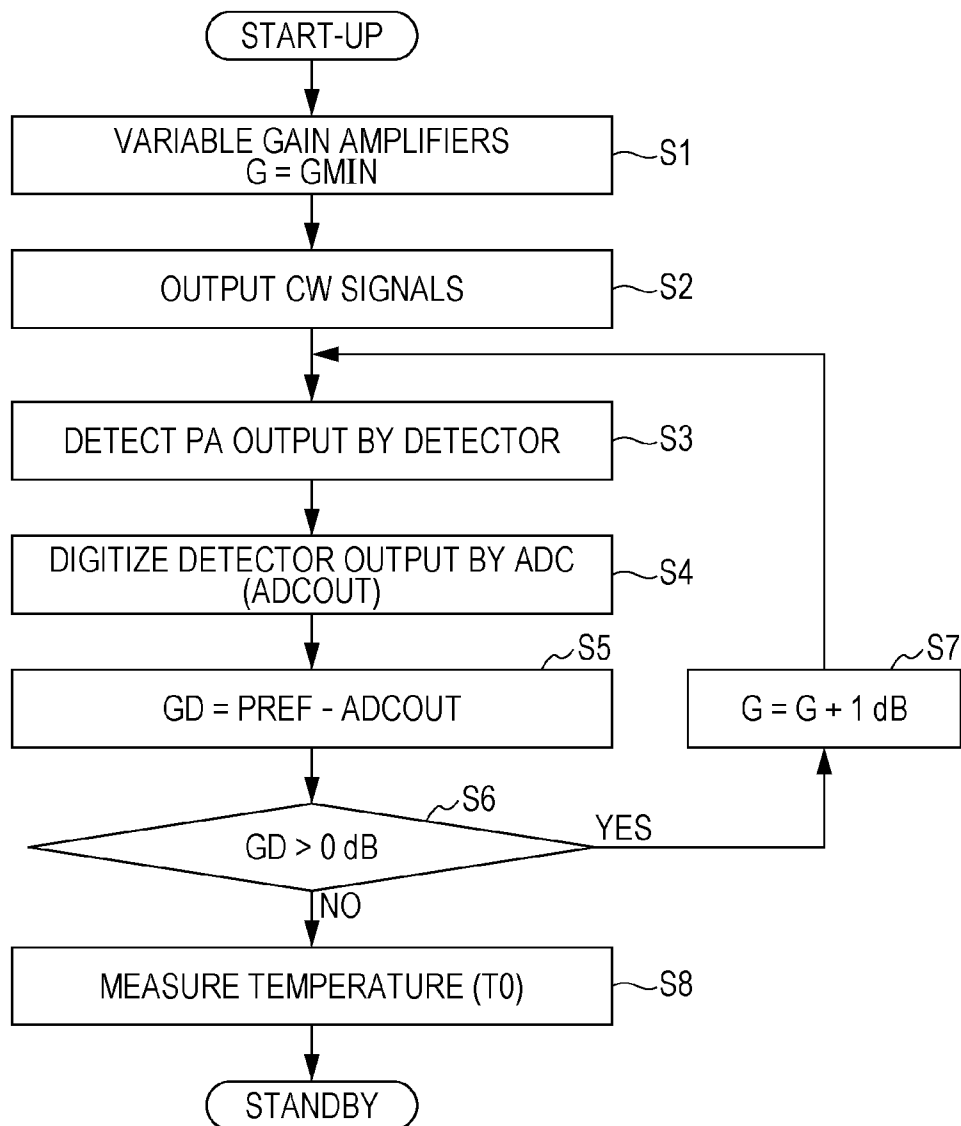 START-UP
VARIABLE GAIN AMPLIFIERS
G = GMIN
S1
OUTPUT CW SIGNALS
S2
DETECT PA OUTPUT BY DETECTOR
S3
DIGITIZE DETECTOR OUTPUT BY ADC
(ADCOUT)
S4
S5
GD = PREF - ADCOUT
S7
G = G + 1 dB
S6
GD > 0 dB
YES
NO
MEASURE TEMPERATURE (T0)
S8
STANDBY